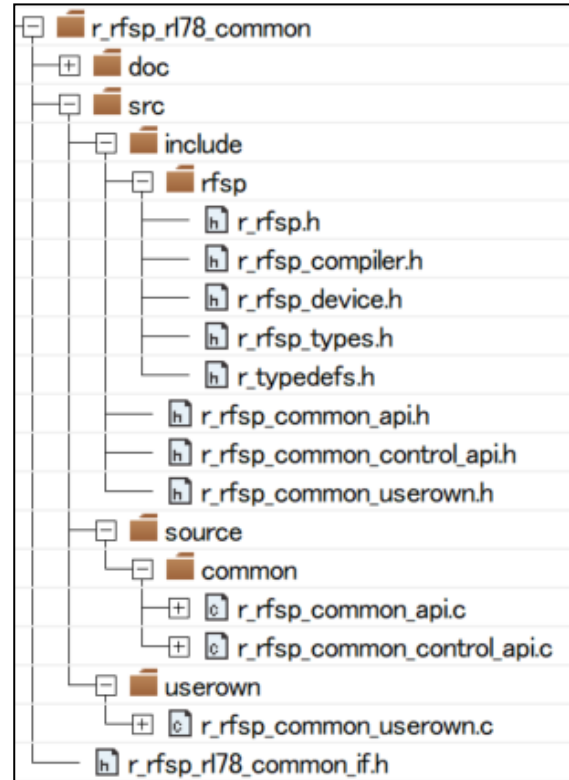 r_rfsp_rl78_common
doc
src
include
rfsp
r_rfsp.h
r_rfsp_compiler.h
r_rfsp_device.h
r_rfsp_types.h
r_typedefs.h
r_rfsp_common_api.h
r_rfsp_common_control_api.h
r_rfsp_common_userown.h
source
common
r_rfsp_common_api.c
r_rfsp_common_control_api.c
userown
r_rfsp_common_userown.c
r_rfsp_rl78_common_if.h